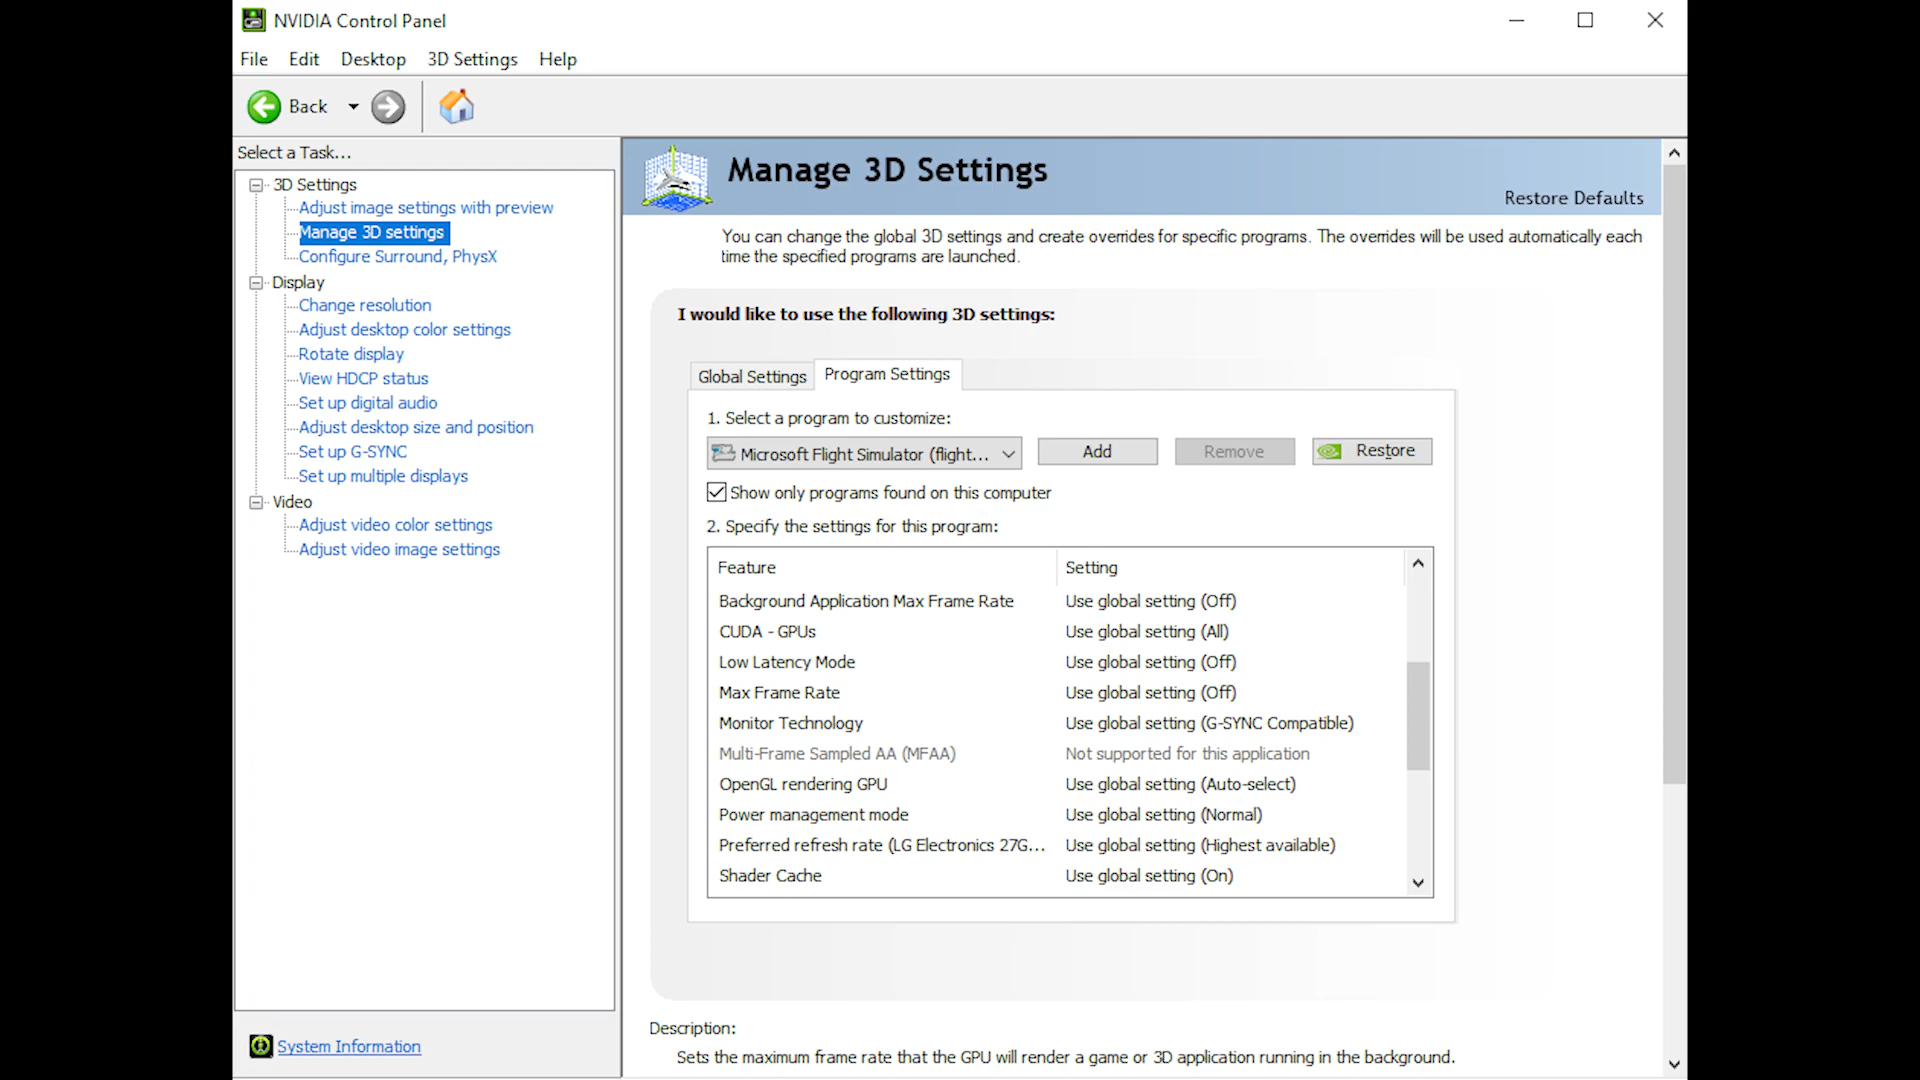 NVIDIA Control Panel
File Edit Desktop 3D Settings Help
Back
Select a Task...
3D Settings
Adjust image settings with preview
Manage 3D settings
Configure Surround, PhysX
Display
Change resolution
Adjust desktop color settings
Rotate display
View HDCP status
Set up digital audio
Adjust desktop size and position
Set up G-SYNC
Set up multiple displays
Video
Adjust video color settings
Adjust video image settings
System Information
Manage 3D Settings
Restore Defaults
You can change the global 3D settings and create overrides for specific programs. The overrides will be used automatically each
time the specified programs are launched.
I would like to use the following 3D settings:
Global Settings Program Settings
1. Select a program to customize:
Microsoft Flight Simulator (flight... Add Remove Restore
Show only programs found on this computer
2. Specify the settings for this program:
Feature Setting
Background Application Max Frame Rate Use global setting (Off)
CUDA - GPUs Use global setting (All)
Low Latency Mode Use global setting (Off)
Max Frame Rate Use global setting (Off)
Monitor Technology Use global setting (G-SYNC Compatible)
Multi-Frame Sampled AA (MFAA) Not supported for this application
OpenGL rendering GPU Use global setting (Auto-select)
Power management mode Use global setting (Normal)
Preferred refresh rate (LG Electronics 27G... Use global setting (Highest available)
Shader Cache Use global setting (On)
Description:
Sets the maximum frame rate that the GPU will render a game or 3D application running in the background.